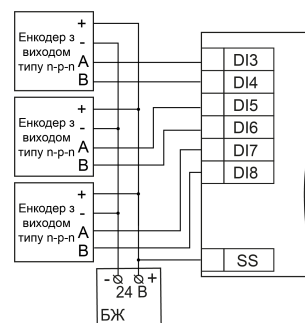 Енкодер з
виходом
типу n-p-n
+
-
A
B
Енкодер з
виходом
типу n-p-n
+
-
A
B
Енкодер з
виходом
типу n-p-n
+
-
A
B
DI3
DI4
DI5
DI6
DI7
DI8
SS
- +
24 В
БЖ